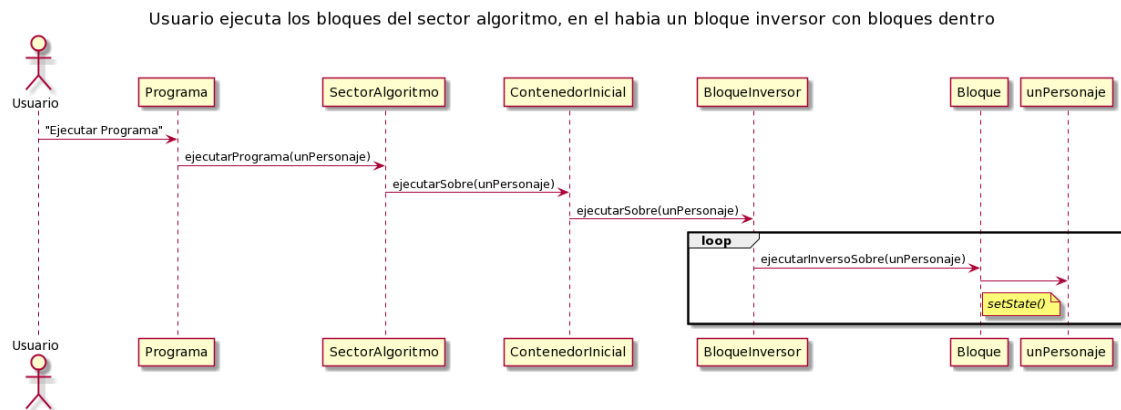 Usuario ejecuta los bloques del sector algoritmo, en el habia un bloque inversor con bloques dentro
Usuario
Programa
SectorAlgoritmo
ContenedorInicial
BloqueInversor
Bloque
unPersonaje
"Ejecutar Programa"
ejecutarPrograma(unPersonaje)
ejecutarSobre(unPersonaje)
ejecutarSobre(unPersonaje)
loop
ejecutarInversoSobre(unPersonaje)
setState()
Usuario
Programa
SectorAlgoritmo
ContenedorInicial
BloqueInversor
Bloque
unPersonaje